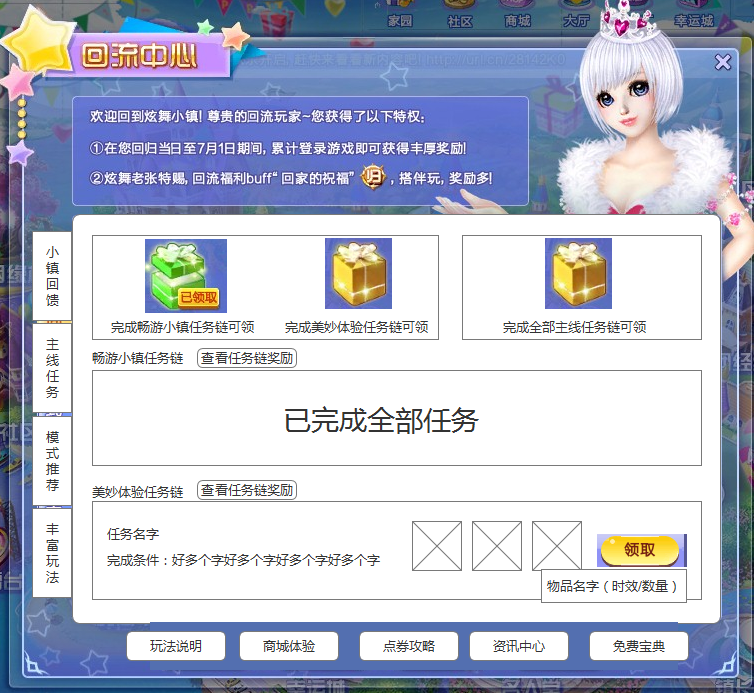 家园 社区 商城 大厅 幸运城
回流中心
欢迎回到炫舞小镇! 尊贵的回流玩家~您获得了以下特权:
①在您回归当日至7月1日期间, 累计登录游戏即可获得丰厚奖励!
②炫舞老张特赐, 回流福利buff“回家的祝福” 归 , 搭伴玩, 奖励多!
小镇回馈
主线任务
模式推荐
丰富玩法
已领取
完成畅游小镇任务链可领 完成美妙体验任务链可领 完成全部主线任务链可领
畅游小镇任务链 查看任务链奖励
已完成全部任务
美妙体验任务链 查看任务链奖励
任务名字
完成条件：好多个字好多个字好多个字好多个字
领取
物品名字（时效/数量）
玩法说明 商城体验 点券攻略 资讯中心 免费宝典